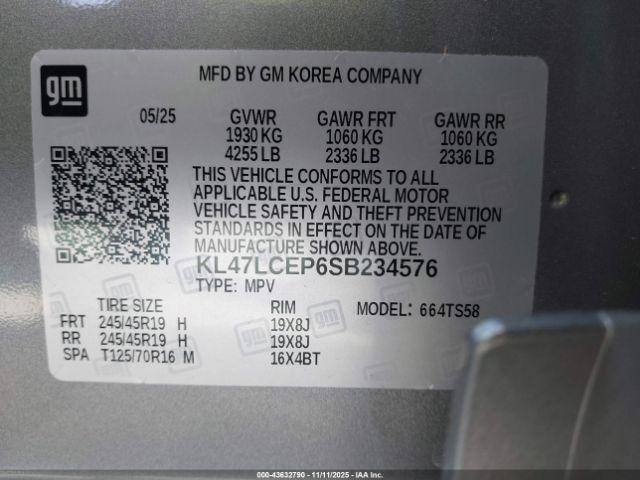 gm
MFD BY GM KOREA COMPANY
05/25 GVWR GAWR FRT GAWR RR
1930 KG 1060 KG 1060 KG
4255 LB 2336 LB 2336 LB
THIS VEHICLE CONFORMS TO ALL
APPLICABLE U.S. FEDERAL MOTOR
VEHICLE SAFETY AND THEFT PREVENTION
STANDARDS IN EFFECT ON THE DATE OF
MANUFACTURE SHOWN ABOVE.
KL47LCEP6SB234576
TYPE: MPV
TIRE SIZE RIM MODEL: 664TS58
FRT 245/45R19 H 19X8J
RR 245/45R19 H 19X8J
SPA T125/70R16 M 16X4BT
000-43632790 - 11/11/2025 - IAA, Inc.